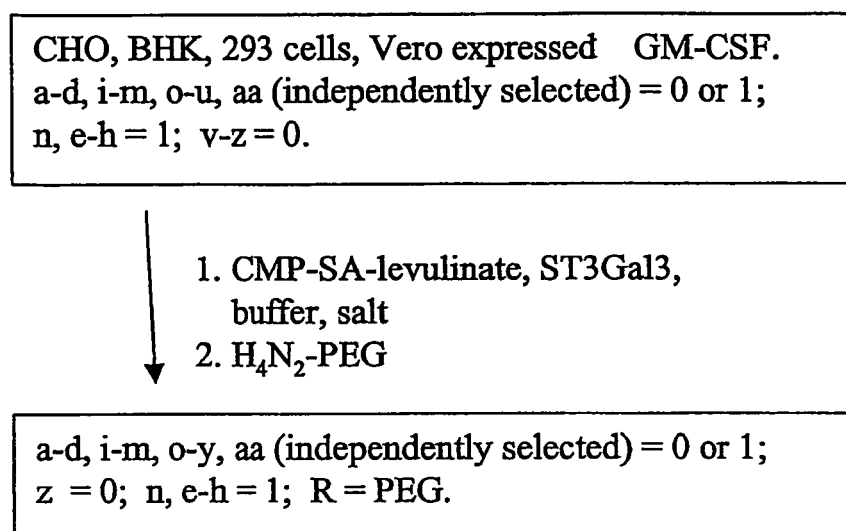 CHO, BHK, 293 cells, Vero expressed GM-CSF.
a-d, i-m, o-u, aa (independently selected) = 0 or 1;
n, e-h = 1; v-z = 0.
1. CMP-SA-levulinate, ST3Gal3,
buffer, salt
2. H₄N₂-PEG
a-d, i-m, o-y, aa (independently selected) = 0 or 1;
z = 0; n, e-h = 1; R = PEG.